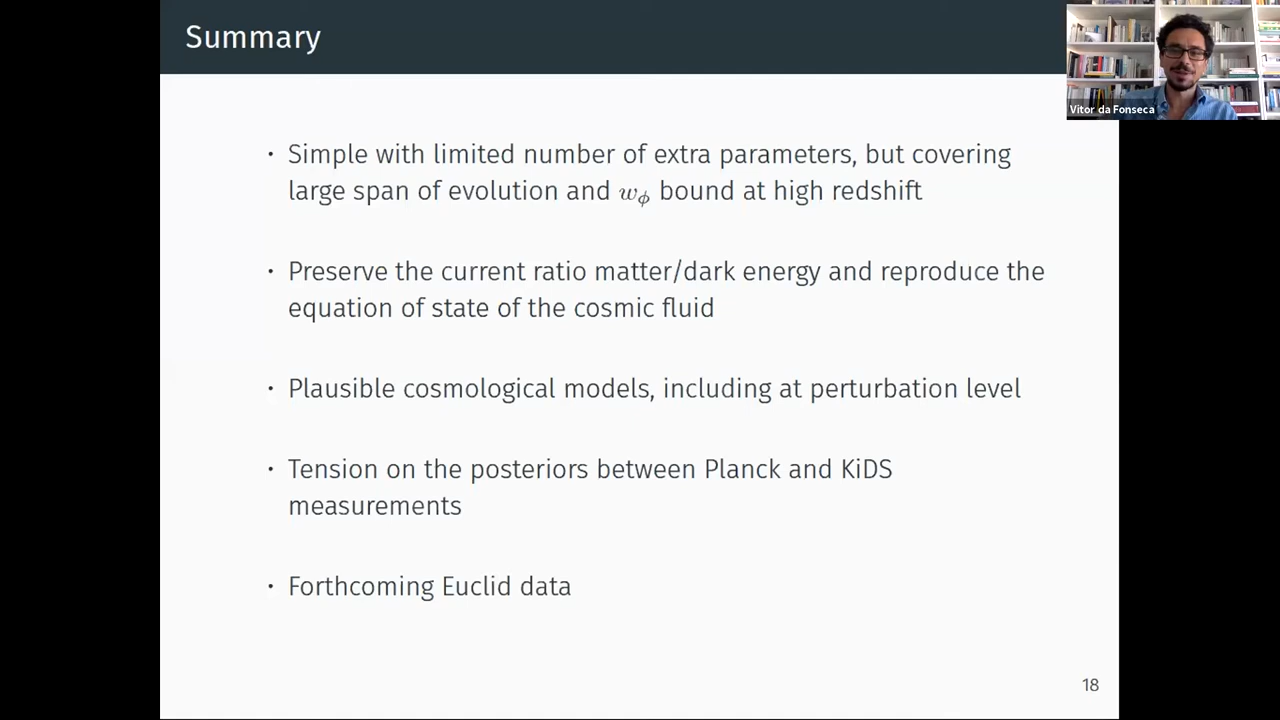 Summary
Vitor da Fonseca
• Simple with limited number of extra parameters, but covering
large span of evolution and w_ϕ bound at high redshift
• Preserve the current ratio matter/dark energy and reproduce the
equation of state of the cosmic fluid
• Plausible cosmological models, including at perturbation level
• Tension on the posteriors between Planck and KiDS
measurements
• Forthcoming Euclid data
18